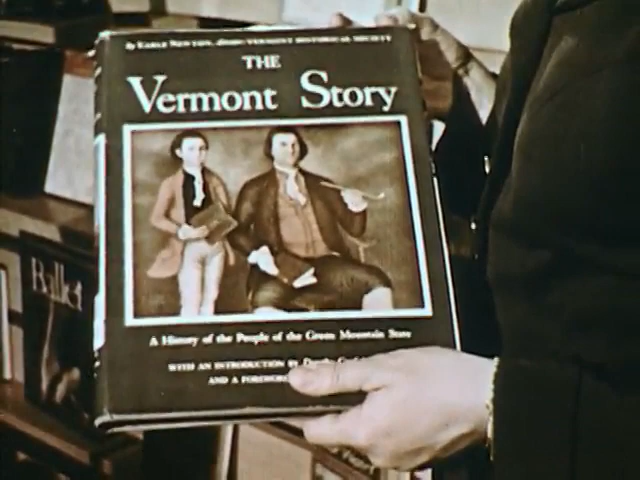 By EARLE NEWTON, Director VERMONT HISTORICAL SOCIETY
THE
Vermont Story
A History of the People of the Green Mountain State
WITH AN INTRODUCTION BY
AND A FOREWORD
Ballet